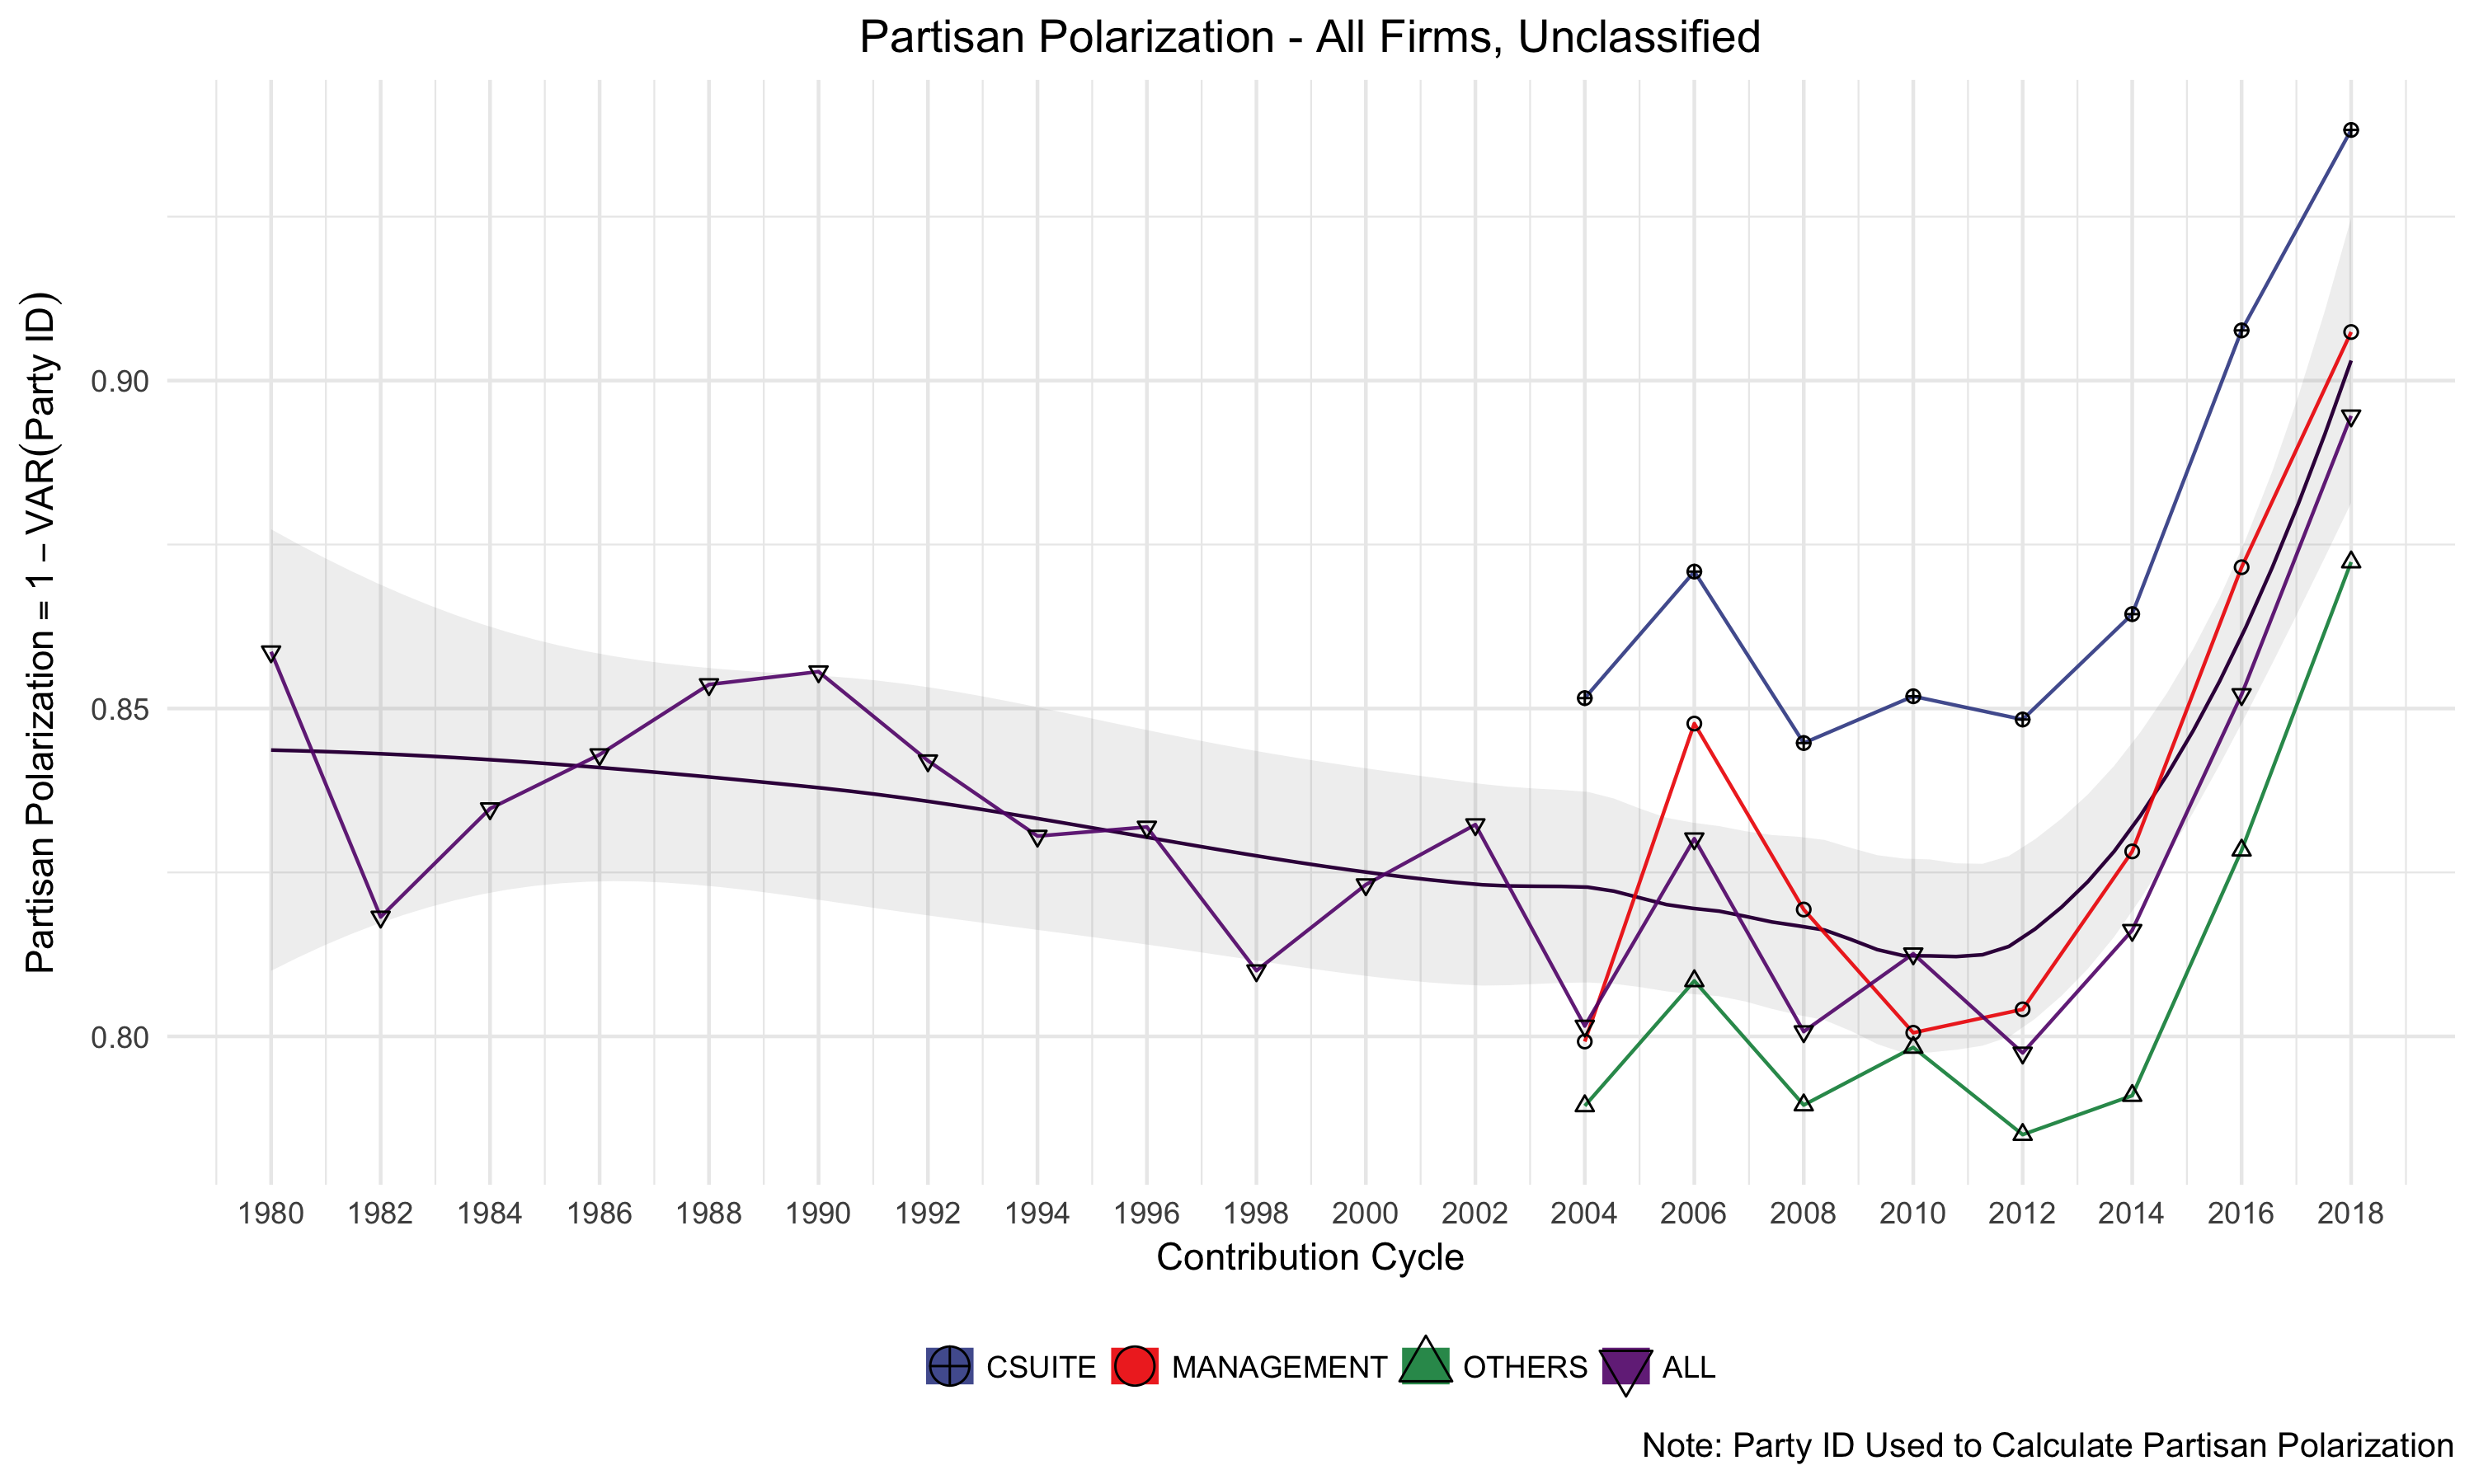 Partisan Polarization - All Firms, Unclassified
Partisan Polarization = 1 – VAR(Party ID)
0.90
0.85
0.80
1980 1982 1984 1986 1988 1990 1992 1994 1996 1998 2000 2002 2004 2006 2008 2010 2012 2014 2016 2018
Contribution Cycle
CSUITE MANAGEMENT OTHERS ALL
Note: Party ID Used to Calculate Partisan Polarization